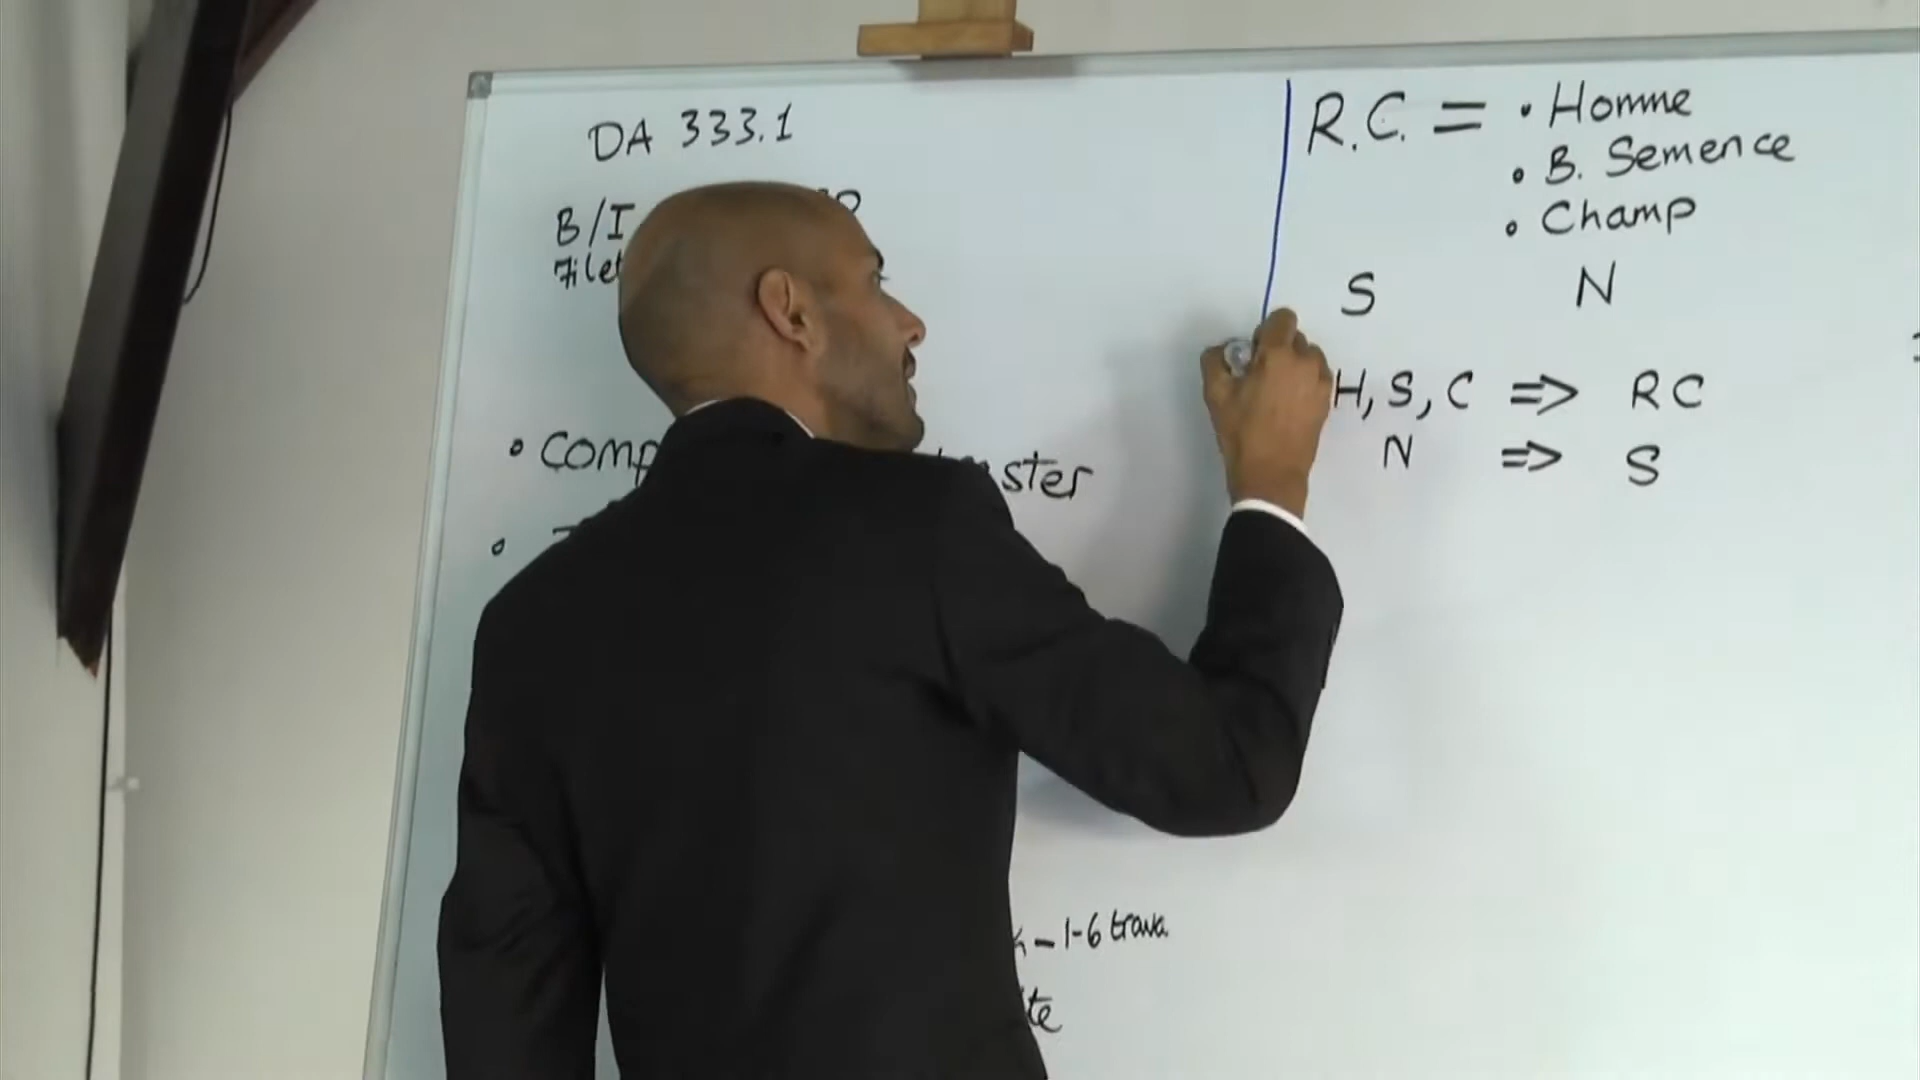 DA 333.1
B/I
Filet
• Comp ster
•
1-6 trava.
te
R.C. = • Homme
• B. Semence
• Champ
S N
H, S, C => RC
N => S